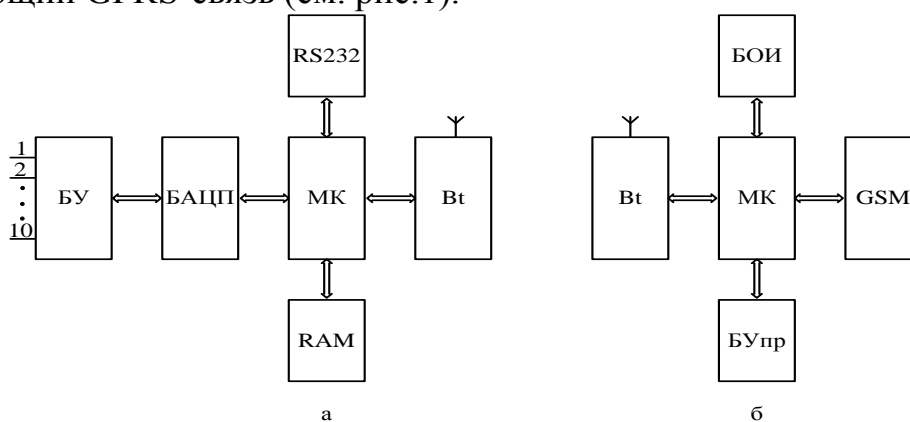 GPRS-связь (см. рис.1).
RS232
БОИ
1
2
10
БУ
БАЦП
МК
Bt
Bt
МК
GSM
RAM
БУпр
а
б